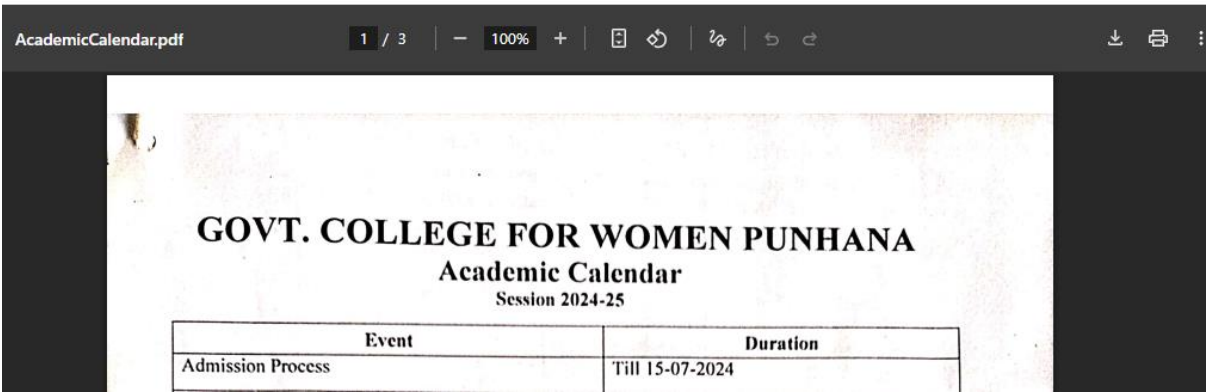 AcademicCalendar.pdf 1 / 3 100%
GOVT. COLLEGE FOR WOMEN PUNHANA
Academic Calendar
Session 2024-25
Event Duration
Admission Process Till 15-07-2024